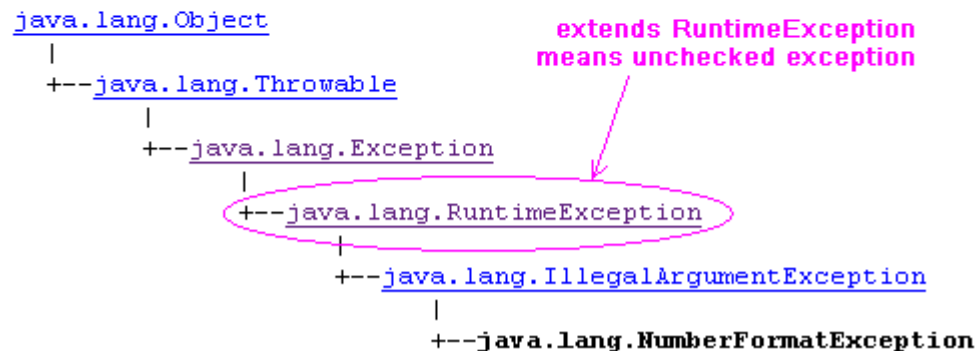 java.lang.Object
extends RuntimeException
means unchecked exception
|
+--java.lang.Throwable
|
+--java.lang.Exception
|
+--java.lang.RuntimeException
|
+--java.lang.IllegalArgumentException
|
+--java.lang.NumberFormatException